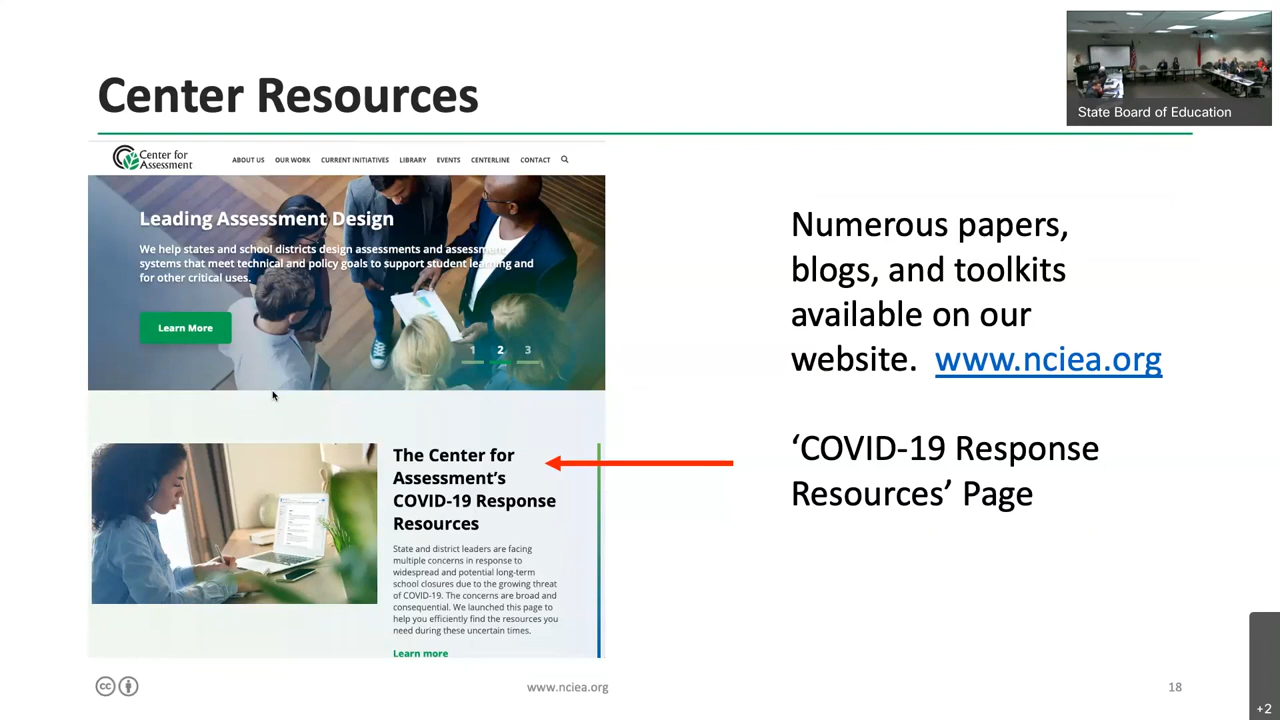 Center Resources
State Board of Education
Center for
Assessment
ABOUT US OUR WORK CURRENT INITIATIVES LIBRARY EVENTS CENTERLINE CONTACT
Leading Assessment Design
We help states and school districts design assessments and assessment
systems that meet technical and policy goals to support student learning and
for other critical uses.
Learn More
1 2 3
The Center for
Assessment’s
COVID-19 Response
Resources
State and district leaders are facing
multiple concerns in response to
widespread and potential long-term
school closures due to the growing threat
of COVID-19. The concerns are broad and
consequential. We launched this page to
help you efficiently find the resources you
need during these uncertain times.
Learn more
Numerous papers,
blogs, and toolkits
available on our
website. www.nciea.org
‘COVID-19 Response
Resources’ Page
cc
www.nciea.org
18
+2